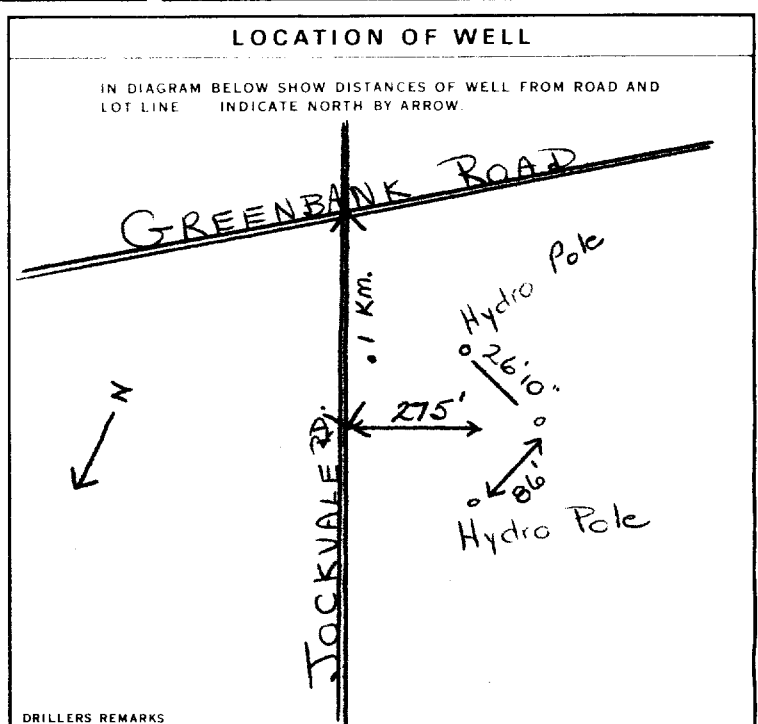 LOCATION OF WELL
IN DIAGRAM BELOW SHOW DISTANCES OF WELL FROM ROAD AND
LOT LINE INDICATE NORTH BY ARROW.
GREENBANK ROAD
Hydro Pole
.1 Km.
26'10"
N
275'
86'
JOCKVALE RD.
Hydro Pole
DRILLERS REMARKS